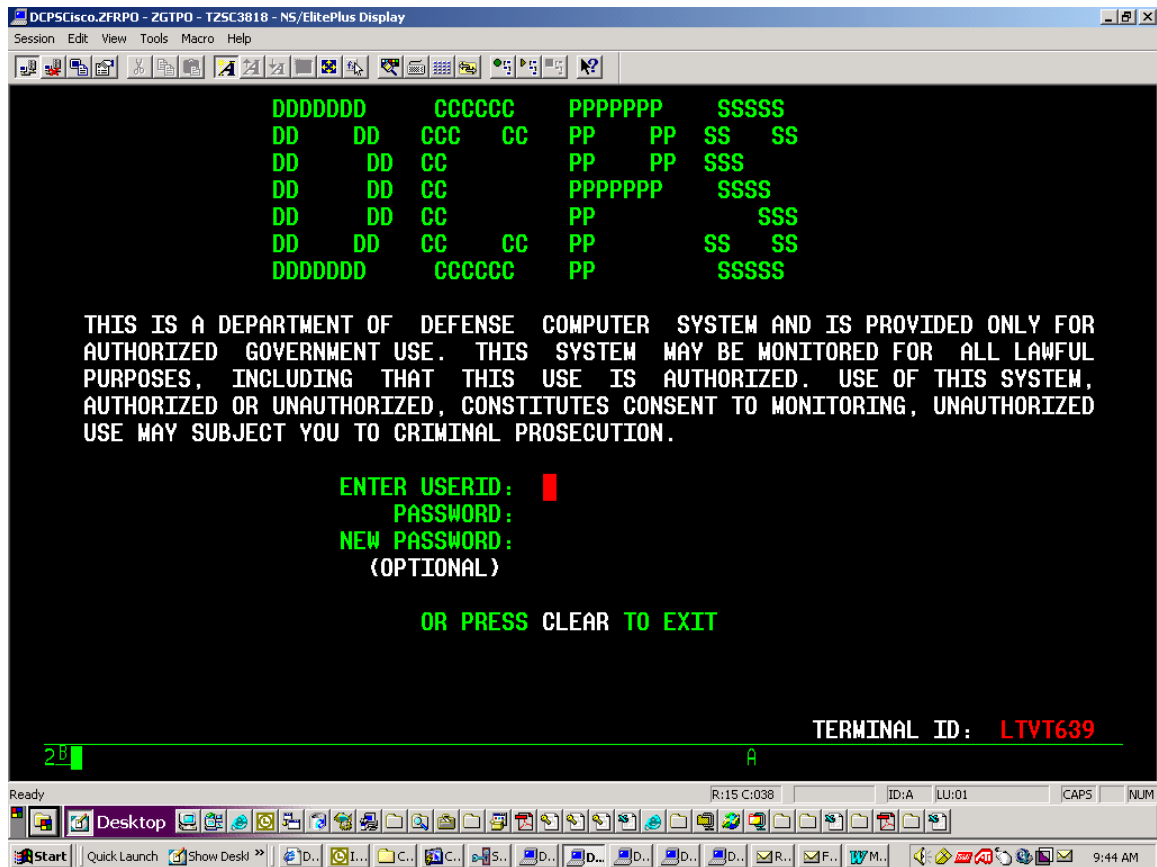 DCPSCisco.ZFRPO - ZGTPO - TZSC3818 - NS/ElitePlus Display
Session Edit View Tools Macro Help
DDDDDDD CCCCCC PPPPPPP SSSSS
DD DD CCC CC PP PP SS SS
DD DD CC PP PP SSS
DD DD CC PPPPPPP SSSS
DD DD CC PP SSS
DD DD CC CC PP SS SS
DDDDDDD CCCCCC PP SSSSS
THIS IS A DEPARTMENT OF DEFENSE COMPUTER SYSTEM AND IS PROVIDED ONLY FOR
AUTHORIZED GOVERNMENT USE. THIS SYSTEM MAY BE MONITORED FOR ALL LAWFUL
PURPOSES, INCLUDING THAT THIS USE IS AUTHORIZED. USE OF THIS SYSTEM,
AUTHORIZED OR UNAUTHORIZED, CONSTITUTES CONSENT TO MONITORING, UNAUTHORIZED
USE MAY SUBJECT YOU TO CRIMINAL PROSECUTION.
ENTER USERID:
PASSWORD:
NEW PASSWORD:
(OPTIONAL)
OR PRESS CLEAR TO EXIT
TERMINAL ID: LTVT639
2B A
Ready R:15 C:038 ID:A LU:01 CAPS NUM
Desktop
Start Quick Launch Show Deskl » D.. I... C.. C.. S.. D.. D... D.. D.. D.. R.. F.. M.. 9:44 AM